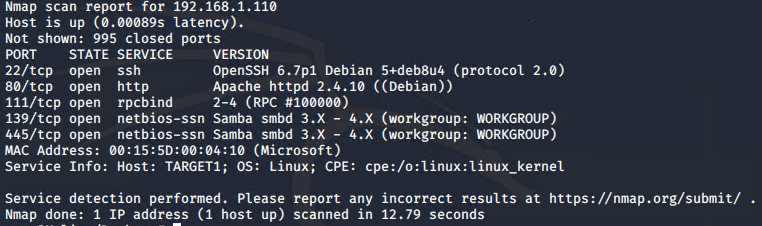 Nmap scan report for 192.168.1.110
Host is up (0.00089s latency).
Not shown: 995 closed ports
PORT    STATE SERVICE     VERSION
22/tcp  open  ssh         OpenSSH 6.7p1 Debian 5+deb8u4 (protocol 2.0)
80/tcp  open  http        Apache httpd 2.4.10 ((Debian))
111/tcp open  rpcbind     2-4 (RPC #100000)
139/tcp open  netbios-ssn Samba smbd 3.X - 4.X (workgroup: WORKGROUP)
445/tcp open  netbios-ssn Samba smbd 3.X - 4.X (workgroup: WORKGROUP)
MAC Address: 00:15:5D:00:04:10 (Microsoft)
Service Info: Host: TARGET1; OS: Linux; CPE: cpe:/o:linux:linux_kernel

Service detection performed. Please report any incorrect results at https://nmap.org/submit/ .
Nmap done: 1 IP address (1 host up) scanned in 12.79 seconds